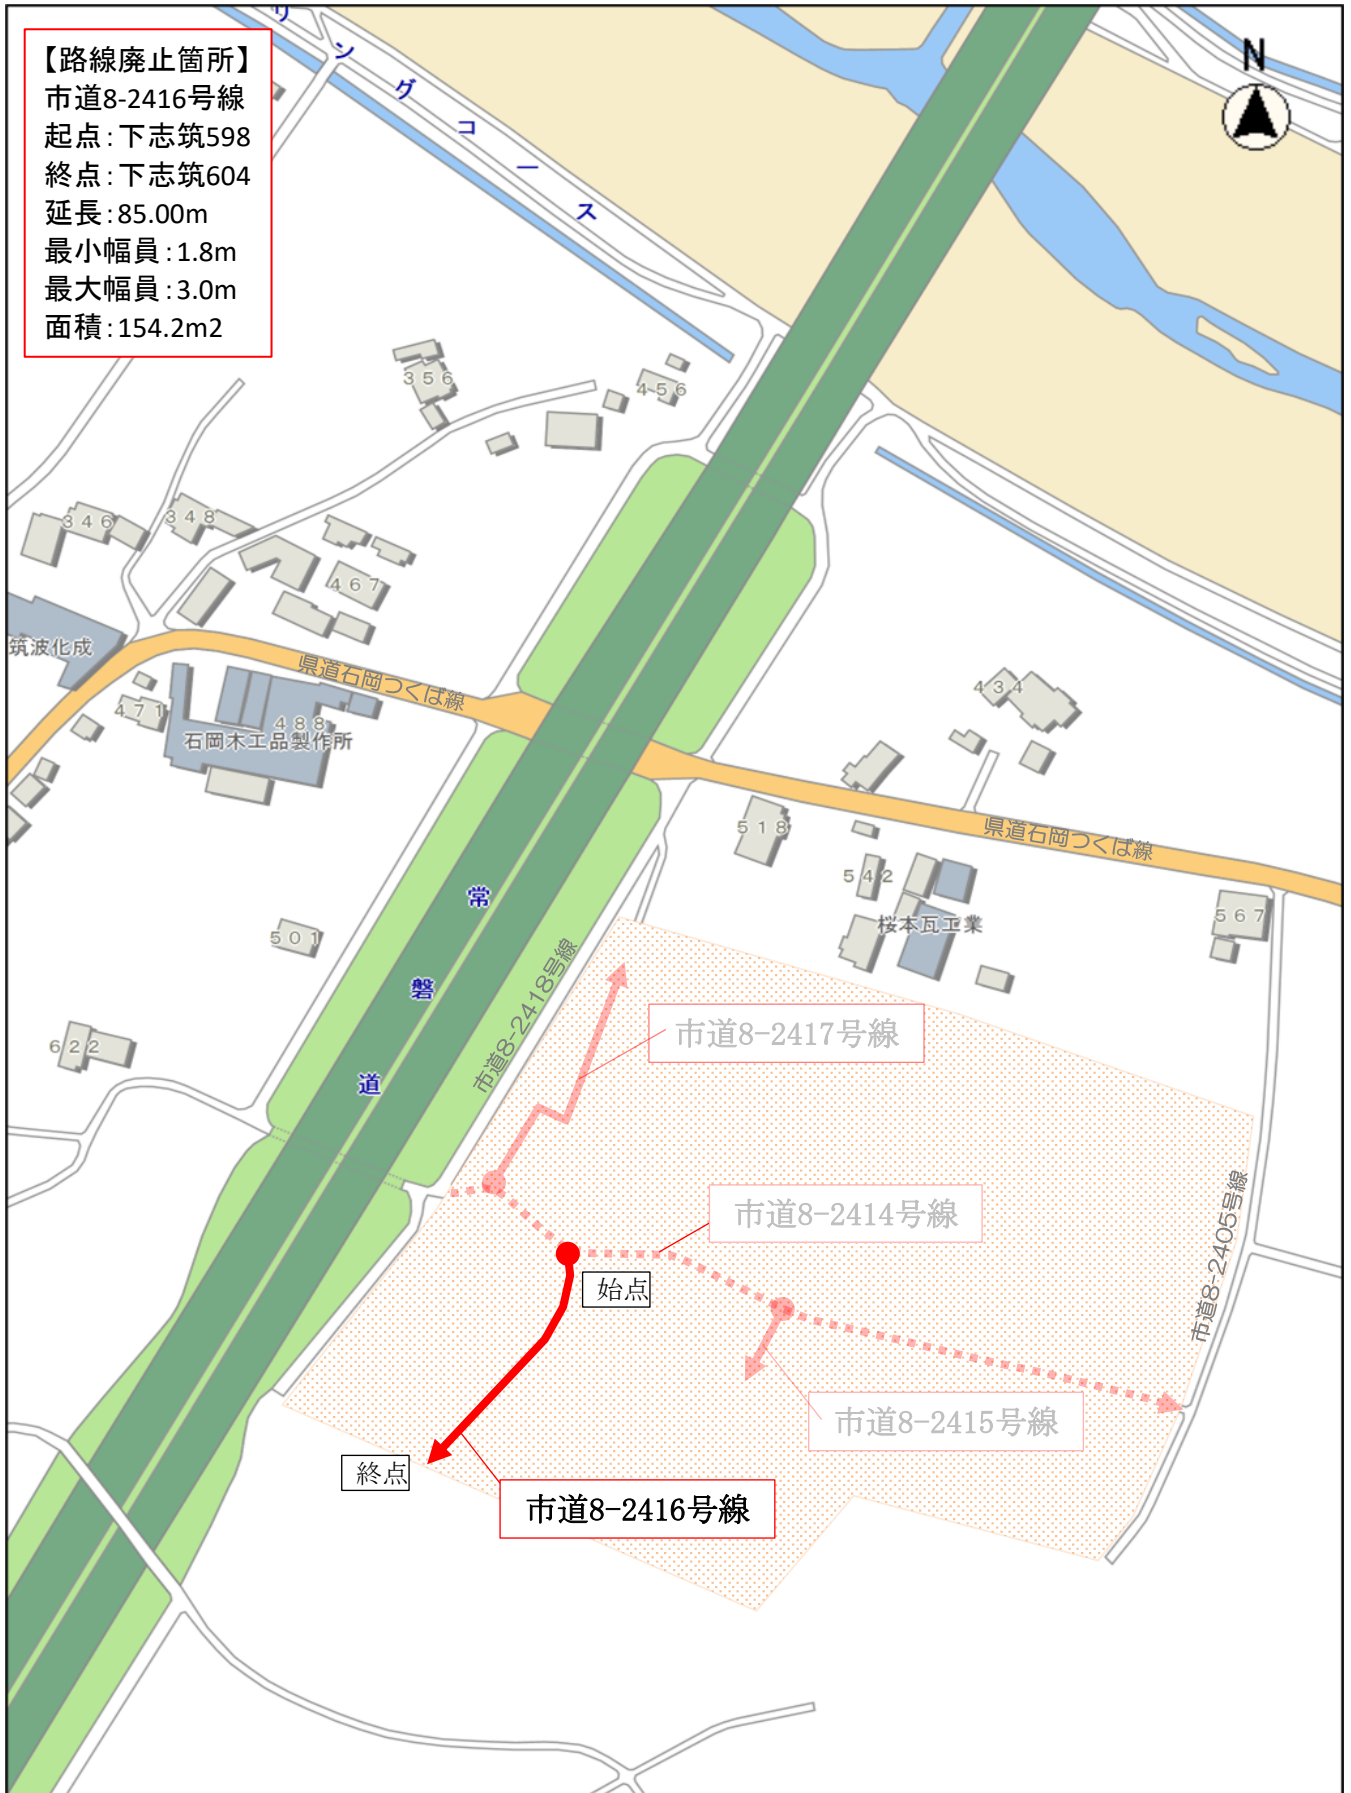 【路線廃止箇所】
市道8-2416号線
起点：下志筑598
終点：下志筑604
延長：85.00m
最小幅員：1.8m
最大幅員：3.0m
面積：154.2m2
リングコース
N
356
456
346
348
467
筑波化成
県道石岡つくば線
471
488
石岡木工品製作所
434
518
県道石岡つくば線
542
桜本瓦工業
567
501
常磐道
622
市道8-2418号線
市道8-2417号線
市道8-2414号線
市道8-2405号線
始点
市道8-2415号線
終点
市道8-2416号線